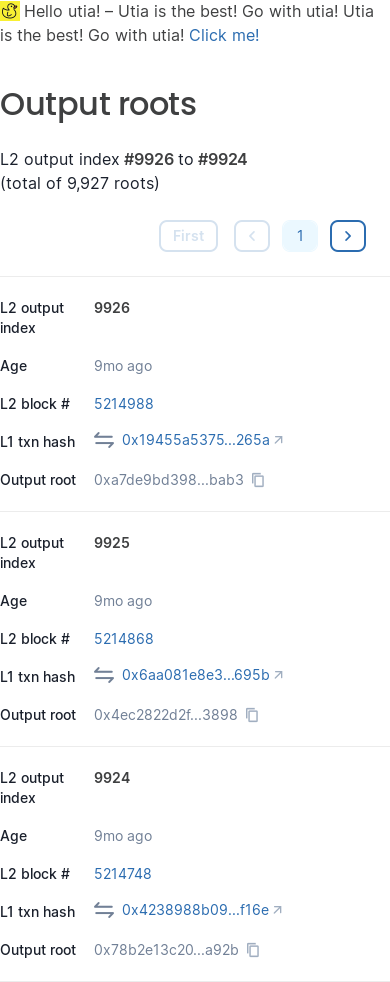 Hello utia! – Utia is the best! Go with utia! Utia
is the best! Go with utia! Click me!
Output roots
L2 output index #9926 to #9924
(total of 9,927 roots)
First
1
L2 output index
9926
Age
9mo ago
L2 block #
5214988
L1 txn hash
0x19455a5375...265a
Output root
0xa7de9bd398...bab3
L2 output index
9925
Age
9mo ago
L2 block #
5214868
L1 txn hash
0x6aa081e8e3...695b
Output root
0x4ec2822d2f...3898
L2 output index
9924
Age
9mo ago
L2 block #
5214748
L1 txn hash
0x4238988b09...f16e
Output root
0x78b2e13c20...a92b